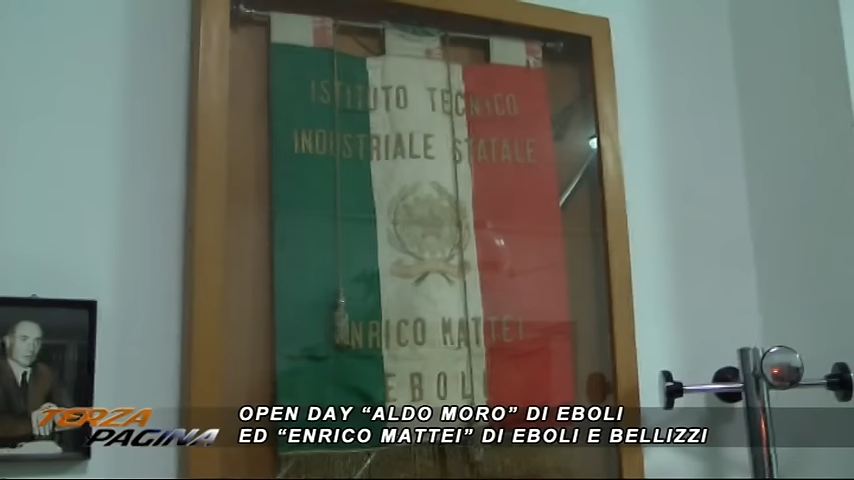 ISTITUTO TECNICO
INDUSTRIALE STATALE
ENRICO MATTEI
EBOLI
TERZA
PAGINA
OPEN DAY “ALDO MORO” DI EBOLI
ED “ENRICO MATTEI” DI EBOLI E BELLIZZI